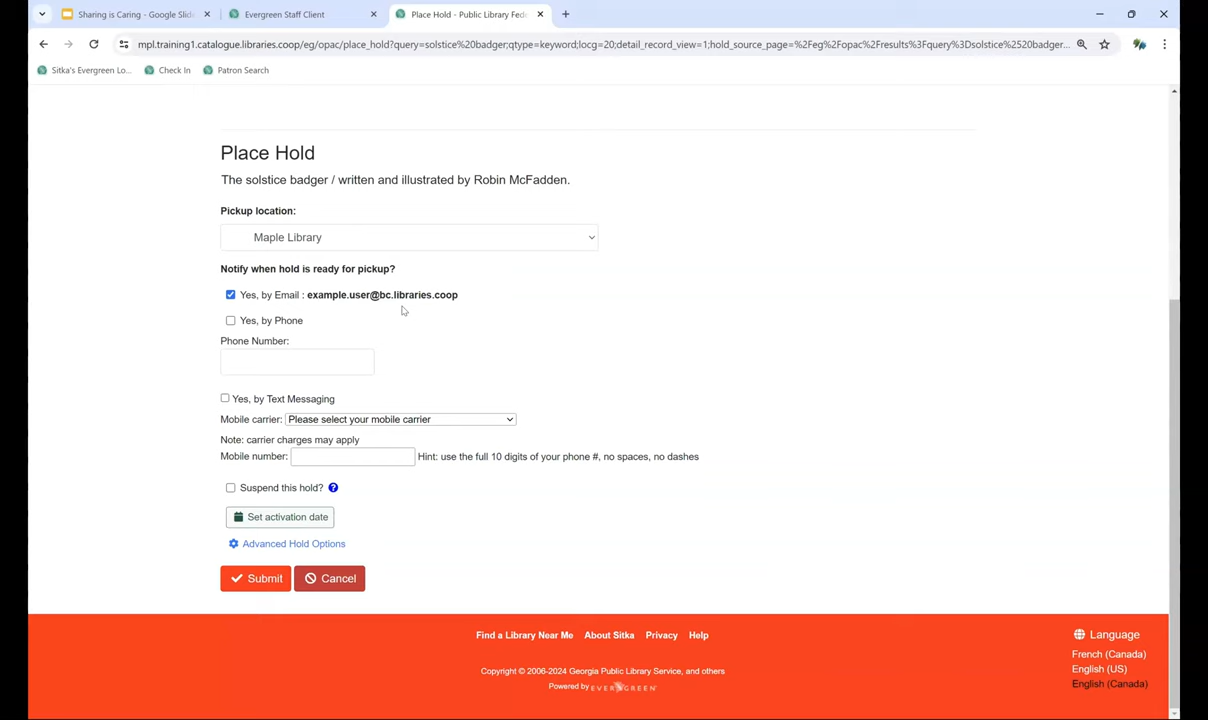 Sharing is Caring - Google Slide
Evergreen Staff Client
Place Hold - Public Library Fede
mpl.training1.catalogue.libraries.coop/eg/opac/place_hold?query=solstice%20badger;qtype=keyword;locg=20;detail_record_view=1;hold_source_page=%2Feg%2Fopac%2Fresults%3Fquery%3Dsolstice%2520badger...
Sitka's Evergreen Lo...
Check In
Patron Search
Place Hold
The solstice badger / written and illustrated by Robin McFadden.
Pickup location:
Maple Library
Notify when hold is ready for pickup?
Yes, by Email : example.user@bc.libraries.coop
Yes, by Phone
Phone Number:
Yes, by Text Messaging
Mobile carrier: Please select your mobile carrier
Note: carrier charges may apply
Mobile number: Hint: use the full 10 digits of your phone #, no spaces, no dashes
Suspend this hold? ?
Set activation date
Advanced Hold Options
Submit Cancel
Find a Library Near Me About Sitka Privacy Help
Language
French (Canada)
English (US)
English (Canada)
Copyright © 2006-2024 Georgia Public Library Service, and others
Powered by EVERGREEN